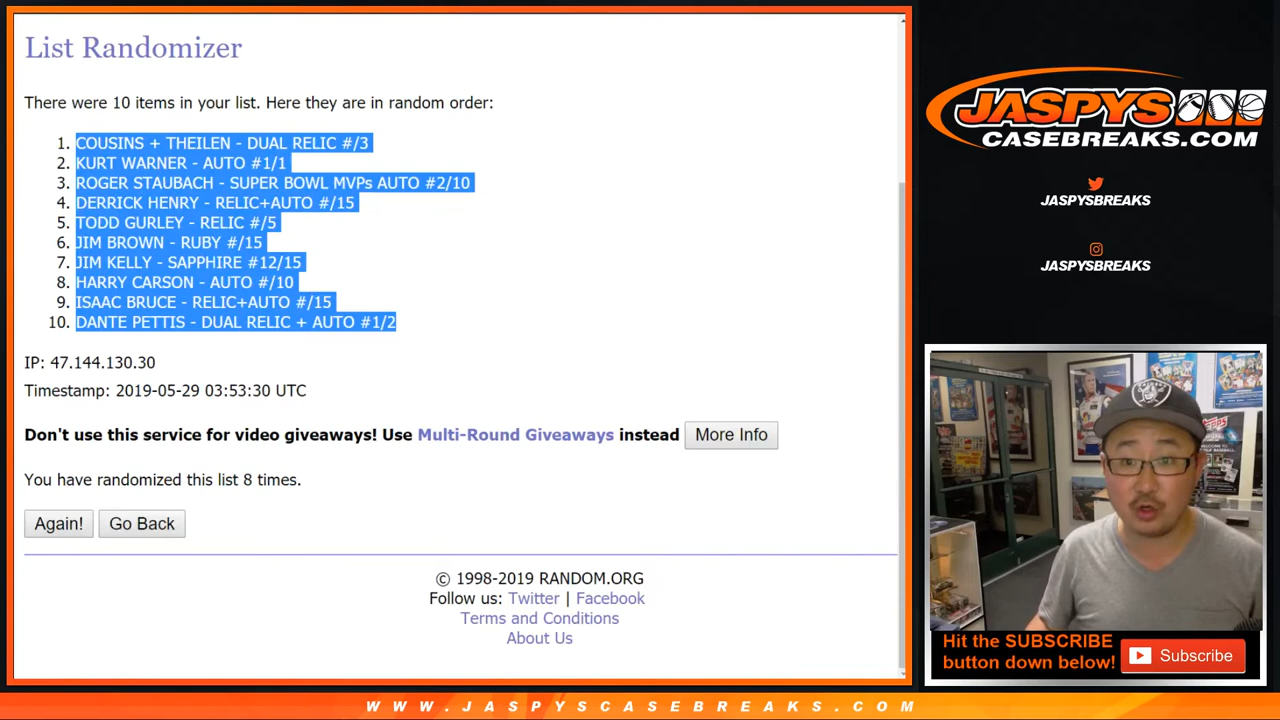 List Randomizer
There were 10 items in your list. Here they are in random order:
1. COUSINS + THEILEN - DUAL RELIC #/3
2. KURT WARNER - AUTO #1/1
3. ROGER STAUBACH - SUPER BOWL MVPs AUTO #2/10
4. DERRICK HENRY - RELIC+AUTO #/15
5. TODD GURLEY - RELIC #/5
6. JIM BROWN - RUBY #/15
7. JIM KELLY - SAPPHIRE #12/15
8. HARRY CARSON - AUTO #/10
9. ISAAC BRUCE - RELIC+AUTO #/15
10. DANTE PETTIS - DUAL RELIC + AUTO #1/2
IP: 47.144.130.30
Timestamp: 2019-05-29 03:53:30 UTC
Don't use this service for video giveaways! Use Multi-Round Giveaways instead More Info
You have randomized this list 8 times.
Again! Go Back
© 1998-2019 RANDOM.ORG
Follow us: Twitter | Facebook
Terms and Conditions
About Us
JASPYS
CASEBREAKS.COM
JASPYSBREAKS
JASPYSBREAKS
Hit the SUBSCRIBE
button down below!
Subscribe
WWW.JASPYSCASEBREAKS.COM